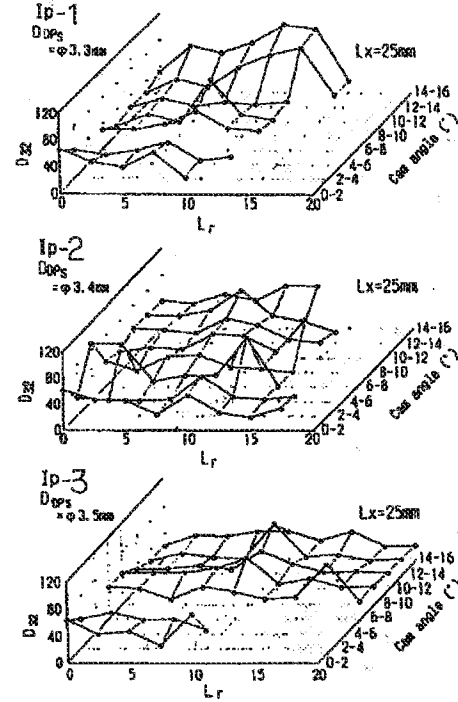 Ip-1
DDPS
=φ3.3mm
Lx=25mm
120
80
40
0
D32
0
5
10
15
20
Lr
14-16
12-14
10-12
8-10
6-8
4-6
2-4
0-2
Cam angle (°)
Ip-2
DDPS
=φ3.4mm
Lx=25mm
120
80
40
0
D32
0
5
10
15
20
Lr
14-16
12-14
10-12
8-10
6-8
4-6
2-4
0-2
Cam angle (°)
Ip-3
DDPS
=φ3.5mm
Lx=25mm
120
80
40
0
D32
0
5
10
15
20
Lr
14-16
12-14
10-12
8-10
6-8
4-6
2-4
0-2
Cam angle (°)